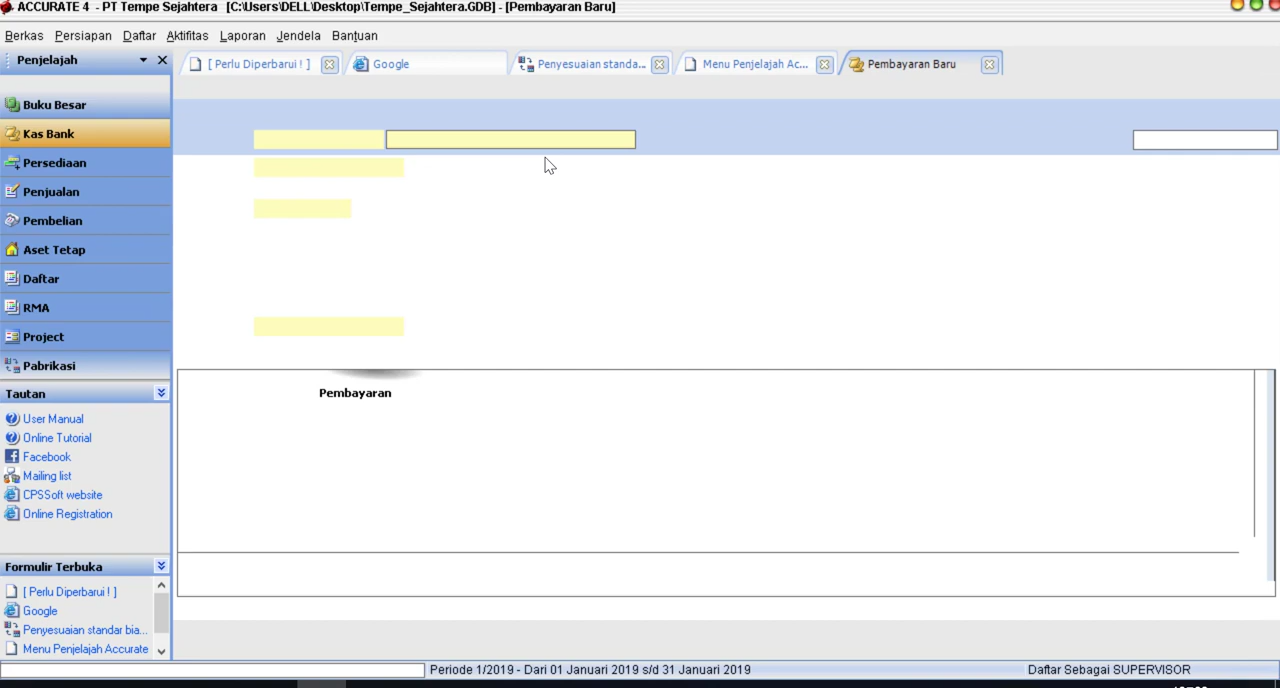 ACCURATE 4 - PT Tempe Sejahtera [C:\Users\DELL\Desktop\Tempe_Sejahtera.GDB] - [Pembayaran Baru]
Berkas Persiapan Daftar Aktifitas Laporan Jendela Bantuan
Penjelajah
[ Perlu Diperbarui ! ] Google Penyesuaian standa... Menu Penjelajah Ac... Pembayaran Baru
Buku Besar
Kas Bank
Persediaan
Penjualan
Pembelian
Aset Tetap
Daftar
RMA
Project
Pabrikasi
Tautan
User Manual
Online Tutorial
Facebook
Mailing list
CPSSoft website
Online Registration
Formulir Terbuka
[ Perlu Diperbarui ! ]
Google
Penyesuaian standar bia...
Menu Penjelajah Accurate
Pembayaran
Periode 1/2019 - Dari 01 Januari 2019 s/d 31 Januari 2019
Daftar Sebagai SUPERVISOR